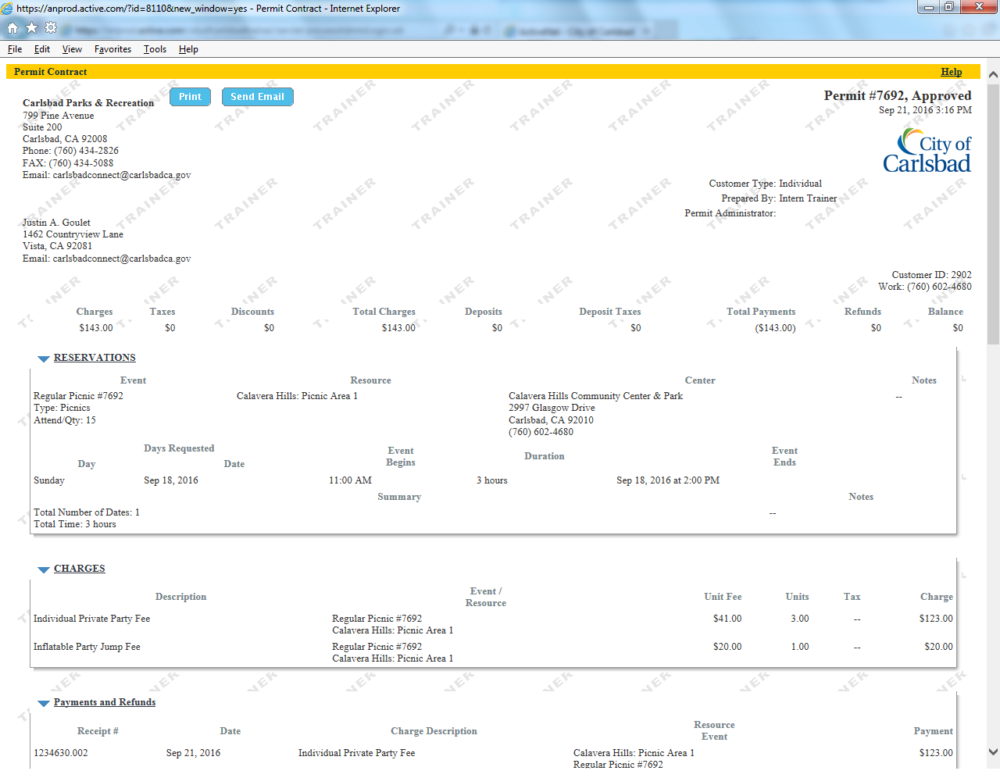 https://anprod.active.com/?id=8110&new_window=yes - Permit Contract - Internet Explorer
File Edit View Favorites Tools Help
Permit Contract Help
Print Send Email
Carlsbad Parks & Recreation
799 Pine Avenue
Suite 200
Carlsbad, CA 92008
Phone: (760) 434-2826
FAX: (760) 434-5088
Email: carlsbadconnect@carlsbadca.gov
Permit #7692, Approved
Sep 21, 2016 3:16 PM
City of
Carlsbad
Customer Type: Individual
Prepared By: Intern Trainer
Permit Administrator:
Justin A. Goulet
1462 Countryview Lane
Vista, CA 92081
Email: carlsbadconnect@carlsbadca.gov
Customer ID: 2902
Work: (760) 602-4680
TRAINER TRAINER TRAINER TRAINER TRAINER TRAINER TRAINER TRAINER TRAINER
Charges Taxes Discounts Total Charges Deposits Deposit Taxes Total Payments Refunds Balance
$143.00 $0 $0 $143.00 $0 $0 ($143.00) $0 $0
RESERVATIONS
Event Resource Center Notes
Regular Picnic #7692 Calavera Hills: Picnic Area 1 Calavera Hills Community Center & Park --
Type: Picnics 2997 Glasgow Drive
Attend/Qty: 15 Carlsbad, CA 92010
(760) 602-4680
Days Requested
Day Date Event Begins Duration Event Ends
Sunday Sep 18, 2016 11:00 AM 3 hours Sep 18, 2016 at 2:00 PM
Summary Notes
Total Number of Dates: 1 --
Total Time: 3 hours
CHARGES
Description Event / Resource Unit Fee Units Tax Charge
Individual Private Party Fee Regular Picnic #7692 $41.00 3.00 -- $123.00
Calavera Hills: Picnic Area 1
Inflatable Party Jump Fee Regular Picnic #7692 $20.00 1.00 -- $20.00
Calavera Hills: Picnic Area 1
Payments and Refunds
Receipt # Date Charge Description Resource Event Payment
1234630.002 Sep 21, 2016 Individual Private Party Fee Calavera Hills: Picnic Area 1 $123.00
Regular Picnic #7692